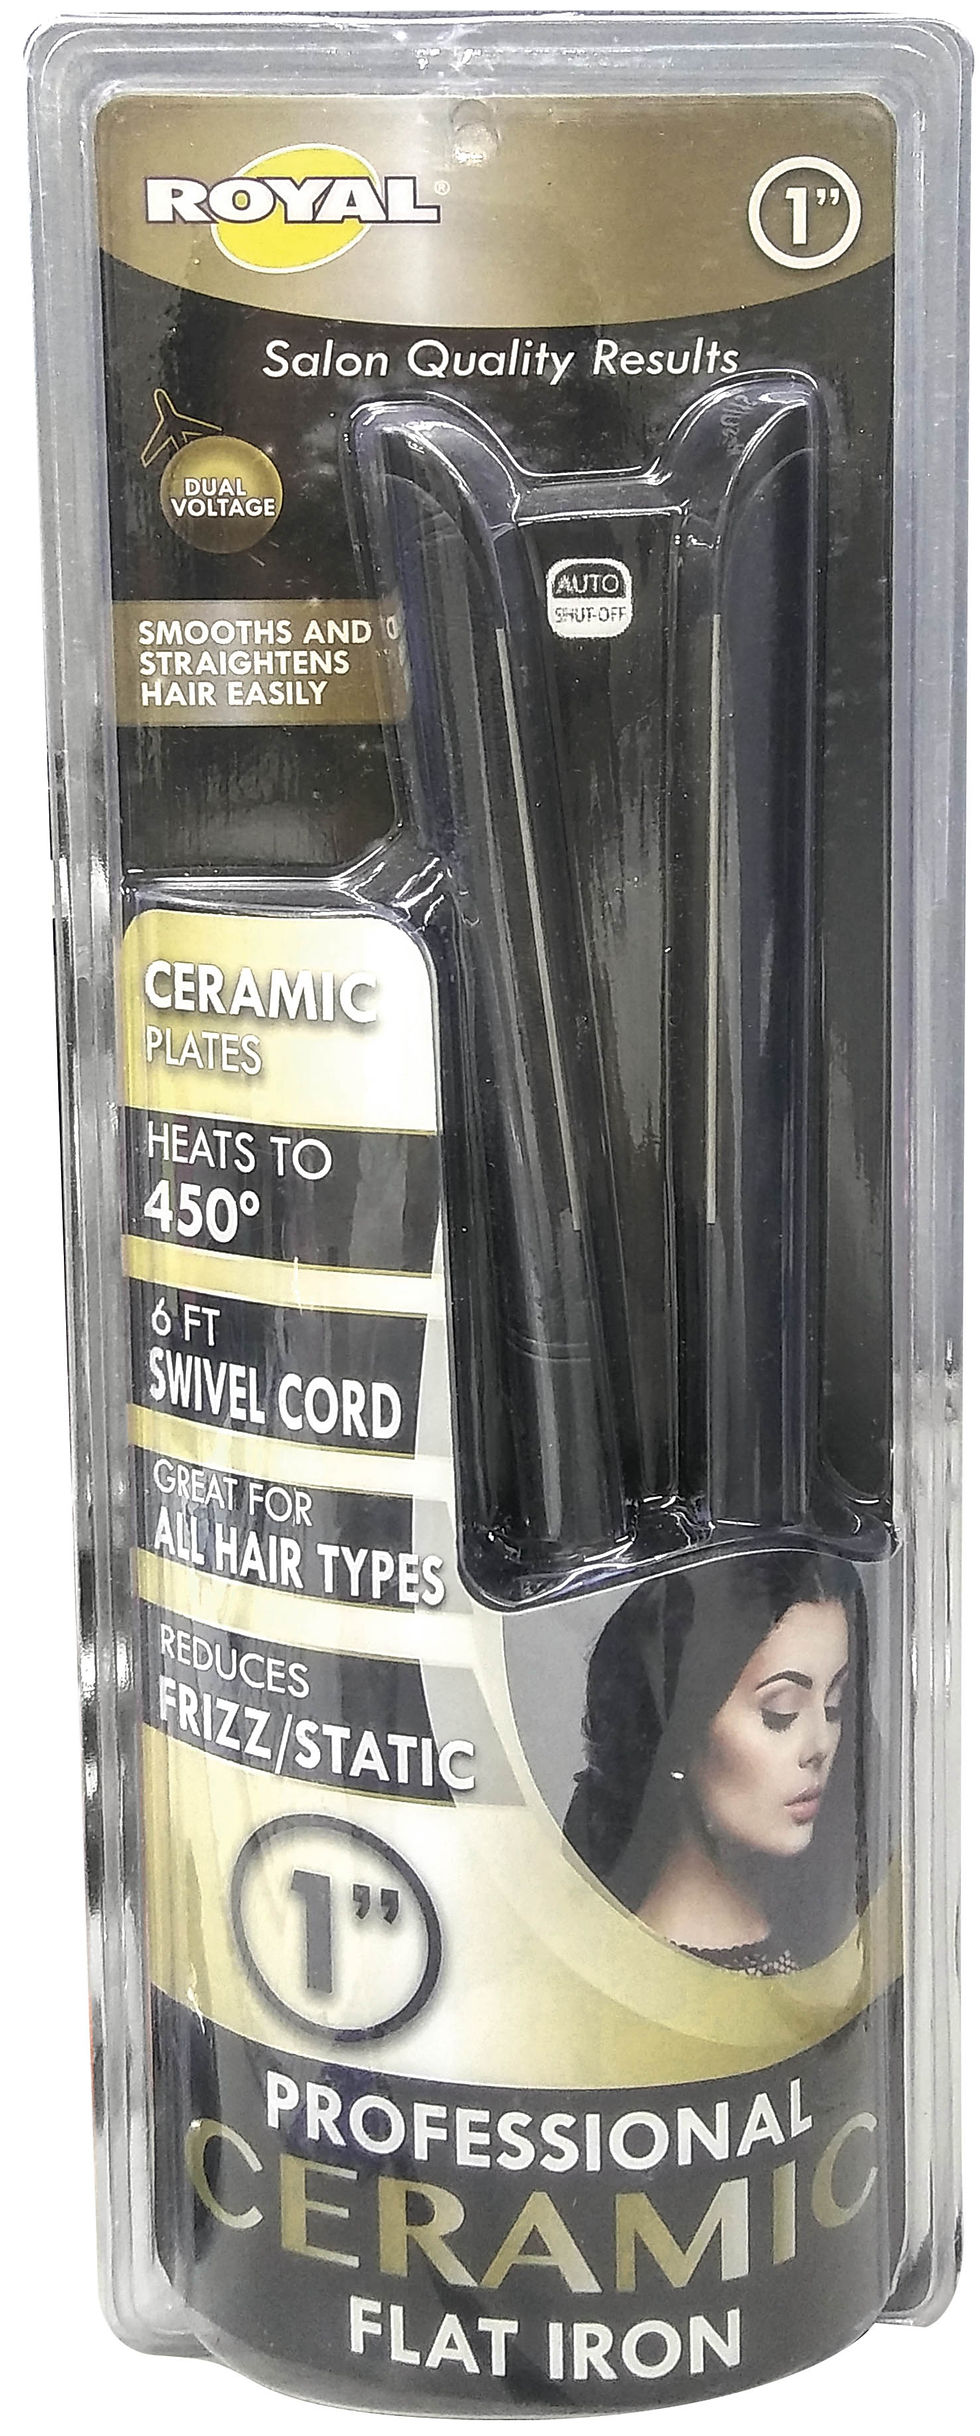 ROYAL®
1”
Salon Quality Results
DUAL
VOLTAGE
AUTO
SHUT-OFF
SMOOTHS AND
STRAIGHTENS
HAIR EASILY
CERAMIC
PLATES
HEATS TO
450°
6 FT
SWIVEL CORD
GREAT FOR
ALL HAIR TYPES
REDUCES
FRIZZ/STATIC
1”
PROFESSIONAL
CERAMIC
FLAT IRON